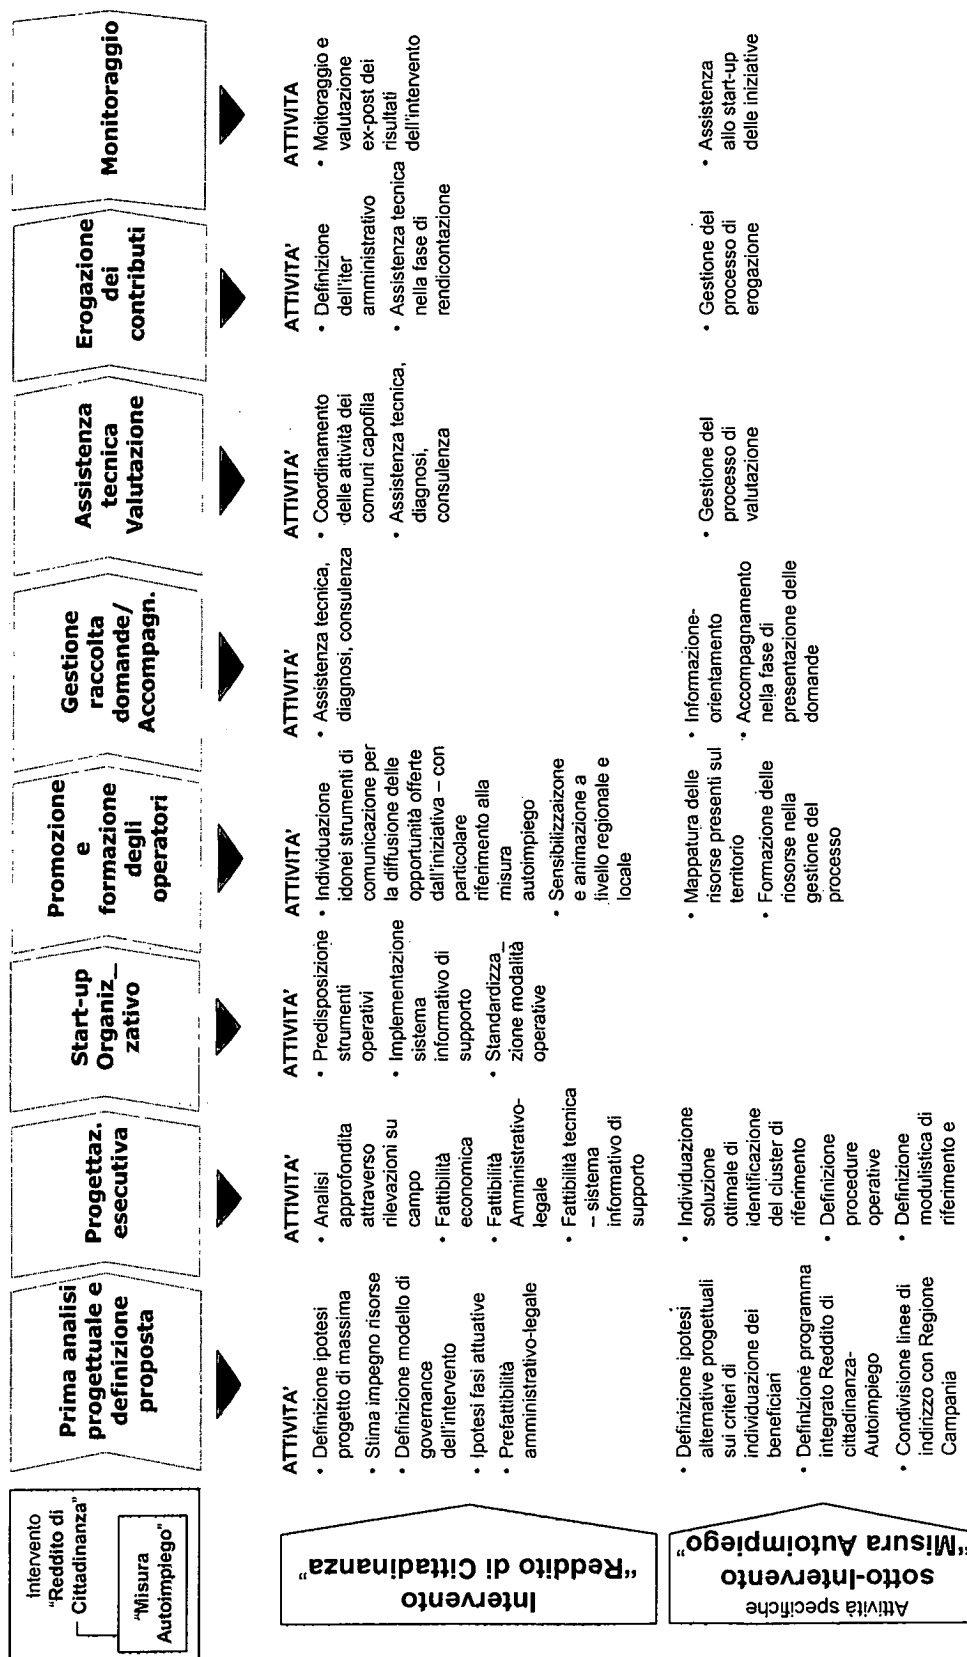 Intervento
"Reddito di
Cittadinanza"
"Misura
Autoimpiego"
Prima analisi
progettuale e
definizione
proposta
Progettaz.
esecutiva
Start-up
Organiz_
zativo
Promozione
e
formazione
degli
operatori
Gestione
raccolta
domande/
Accompagn.
Assistenza
tecnica
Valutazione
Erogazione
dei
contributi
Monitoraggio
Intervento
"Reddito di Cittadinanza"
ATTIVITA'
• Definizione ipotesi
progetto di massima
• Stima impegno risorse
• Definizione modello di
governance
dell'intervento
• Ipotesi fasi attuative
• Prefattibilità
amministrativo-legale
ATTIVITA'
• Analisi
approfondita
attraverso
rilevazioni su
campo
• Fattibilità
economica
• Fattibilità
Amministrativo-
legale
• Fattibilità tecnica
– sistema
informativo di
supporto
ATTIVITA'
• Predisposizione
strumenti
operativi
• Implementazione
sistema
informativo di
supporto
• Standardizza_
zione modalità
operative
ATTIVITA'
• Individuazione
idonei strumenti di
comunicazione per
la diffusione delle
opportunità offerte
dall'iniziativa – con
particolare
riferimento alla
misura
autoimpiego
• Sensibilizzaizone
e animazione a
livello regionale e
locale
ATTIVITA'
• Assistenza tecnica,
diagnosi, consulenza
ATTIVITA'
• Coordinamento
delle attività dei
comuni capofila
• Assistenza tecnica,
diagnosi,
consulenza
ATTIVITA'
• Definizione
dell'iter
amministrativo
• Assistenza tecnica
nella fase di
rendicontazione
ATTIVITA
• Moitoraggio e
valutazione
ex-post dei
risultati
dell'intervento
Attività specifiche
sotto-Intervento
"Misura Autoimpiego"
• Definizione ipotesi
alternative progettuali
sui criteri di
individuazione dei
beneficiari
• Definizione programma
integrato Reddito di
cittadinanza-
Autoimpiego
• Condivisione linee di
indirizzo con Regione
Campania
• Individuazione
soluzione
ottimale di
identificazione
del cluster di
riferimento
• Definizione
procedure
operative
• Definizione
modulistica di
riferimento e
• Mappatura delle
risorse presenti sul
territorio
• Formazione delle
riosorse nella
gestione del
processo
• Informazione-
orientamento
• Accompagnamento
nella fase di
presentazione delle
domande
• Gestione del
processo di
valutazione
• Gestione del
processo di
erogazione
• Assistenza
allo start-up
delle iniziative